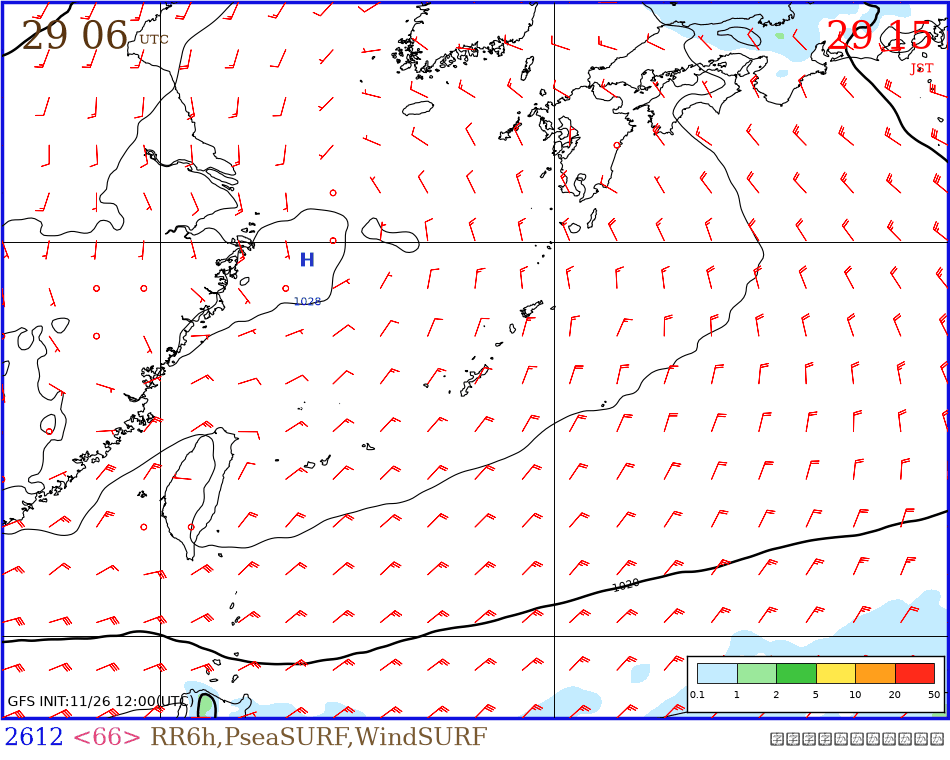 29 06 UTC
29 15
JST
H
1028
1020
GFS INIT:11/26 12:00(UTC)
0.1 1 2 5 10 20 50
2612 <66> RR6h,PseaSURF,WindSURF